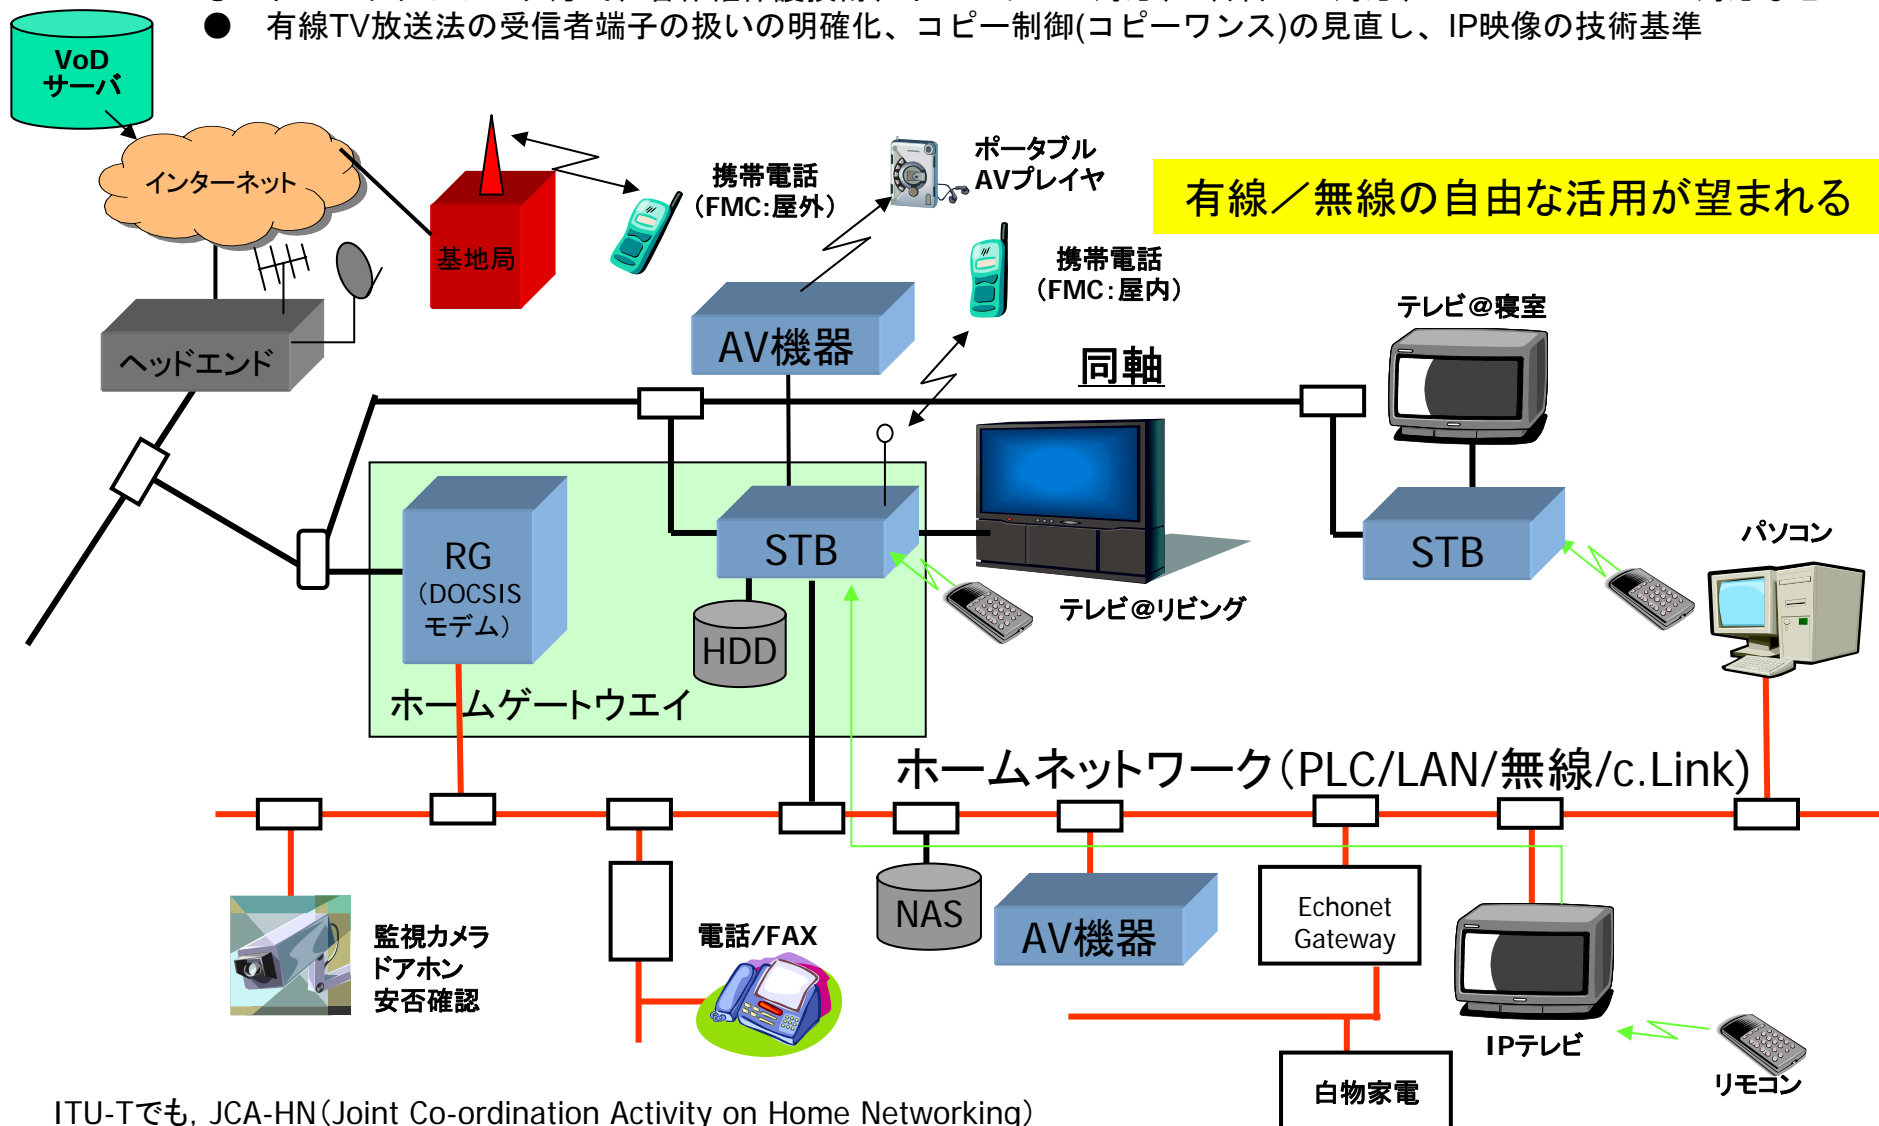 ● 有線TV放送法の受信者端子の扱いの明確化、コピー制御(コピーワンス)の見直し、IP映像の技術基準
VoD
サーバ
インターネット
基地局
携帯電話
（FMC：屋外）
ポータブル
AVプレイヤ
有線／無線の自由な活用が望まれる
携帯電話
（FMC：屋内）
テレビ＠寝室
ヘッドエンド
AV機器
同軸
RG
（DOCSIS
モデム）
STB
HDD
テレビ＠リビング
STB
パソコン
ホームゲートウエイ
ホームネットワーク（PLC/LAN/無線/c.Link）
監視カメラ
ドアホン
安否確認
電話/FAX
NAS
AV機器
Echonet
Gateway
IPテレビ
リモコン
白物家電
ITU-Tでも, JCA-HN（Joint Co-ordination Activity on Home Networking）